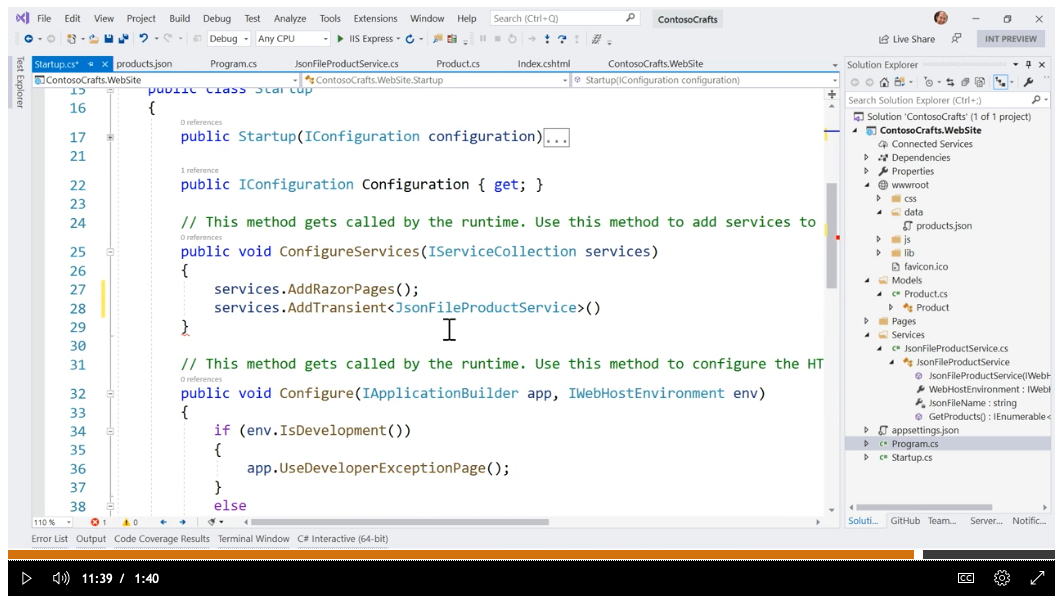 File Edit View Project Build Debug Test Analyze Tools Extensions Window Help Search (Ctrl+Q) ContosoCrafts
Debug Any CPU IIS Express Live Share INT PREVIEW
Test Explorer
Startup.cs* products.json Program.cs JsonFileProductService.cs Product.cs Index.cshtml ContosoCrafts.WebSite
ContosoCrafts.WebSite ContosoCrafts.WebSite.Startup Startup(IConfiguration configuration)
15 public class Startup
16 {
0 references
17 public Startup(IConfiguration configuration)...
21
1 reference
22 public IConfiguration Configuration { get; }
23
24 // This method gets called by the runtime. Use this method to add services to
0 references
25 public void ConfigureServices(IServiceCollection services)
26 {
27 services.AddRazorPages();
28 services.AddTransient<JsonFileProductService>()
29 }
30
31 // This method gets called by the runtime. Use this method to configure the HT
0 references
32 public void Configure(IApplicationBuilder app, IWebHostEnvironment env)
33 {
34 if (env.IsDevelopment())
35 {
36 app.UseDeveloperExceptionPage();
37 }
38 else
110 % 1 0
Error List Output Code Coverage Results Terminal Window C# Interactive (64-bit)
Solution Explorer
Search Solution Explorer (Ctrl+;)
Solution 'ContosoCrafts' (1 of 1 project)
ContosoCrafts.WebSite
Connected Services
Dependencies
Properties
wwwroot
css
data
products.json
js
lib
favicon.ico
Models
C# Product.cs
Product
Pages
Services
C# JsonFileProductService.cs
JsonFileProductService
JsonFileProductService(IWebH
WebHostEnvironment : IWebH
JsonFileName : string
GetProducts() : IEnumerable<
appsettings.json
C# Program.cs
C# Startup.cs
Soluti... GitHub Team... Server... Notific...
11:39 / 1:40 CC